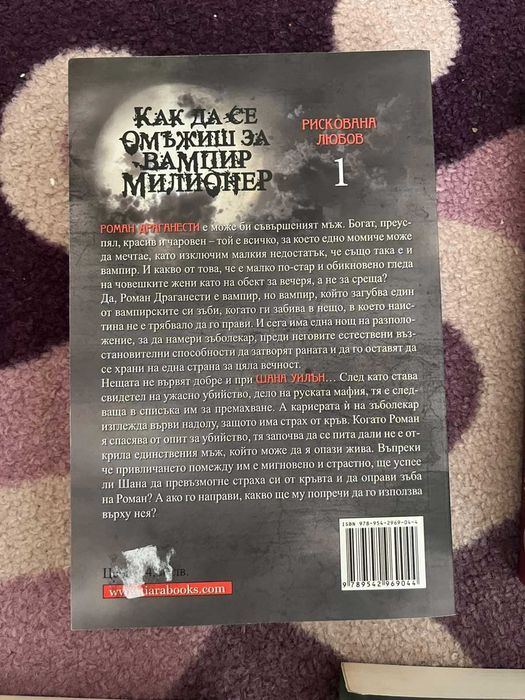 КАК ДА СЕ
ОМЪЖИШ ЗА
ВАМПИР
МИЛИОНЕР
РИСКОВАНА
ЛЮБОВ
1
РОМАН ДРАГАНЕСТИ е може би съвършеният мъж. Богат, преус-
пял, красив и чаровен – той е всичко, за което едно момиче може
да мечтае, като изключим малкия недостатък, че също така е и
вампир. И какво от това, че е малко по-стар и обикновено гледа
на човешките жени като на обект за вечеря, а не за среща?
Да, Роман Драганести е вампир, но вампир, който загубва един
от вампирските си зъби, когато ги забива в нещо, в което наис-
тина не е трябвало да го прави. И сега има една нощ на разпо-
ложение, за да намери зъболекар, преди неговите естествени въз-
становителни способности да затворят раната и да го оставят да
се храни на една страна за цяла вечност.
Нещата не вървят добре и при ШАНА УИЛЪН... След като става
свидетел на ужасно убийство, дело на руската мафия, тя е след-
ваща в списъка им за премахване. А кариерата ѝ на зъболекар
изглежда върви надолу, защото има страх от кръв. Когато Роман
я спасява от опит за убийство, тя започва да се пита дали не е от-
крила единствения мъж, който може да я опази жива. Въпреки
че привличането помежду им е мигновено и страстно, ще успее
ли Шана да превъзмогне страха си от кръвта и да оправи зъба
на Роман? А ако го направи, какво ще му попречи да го използва
върху нея?
ISBN 978-954-2969-04-4
9 789542 969044
лв.
www.tiarabooks.com